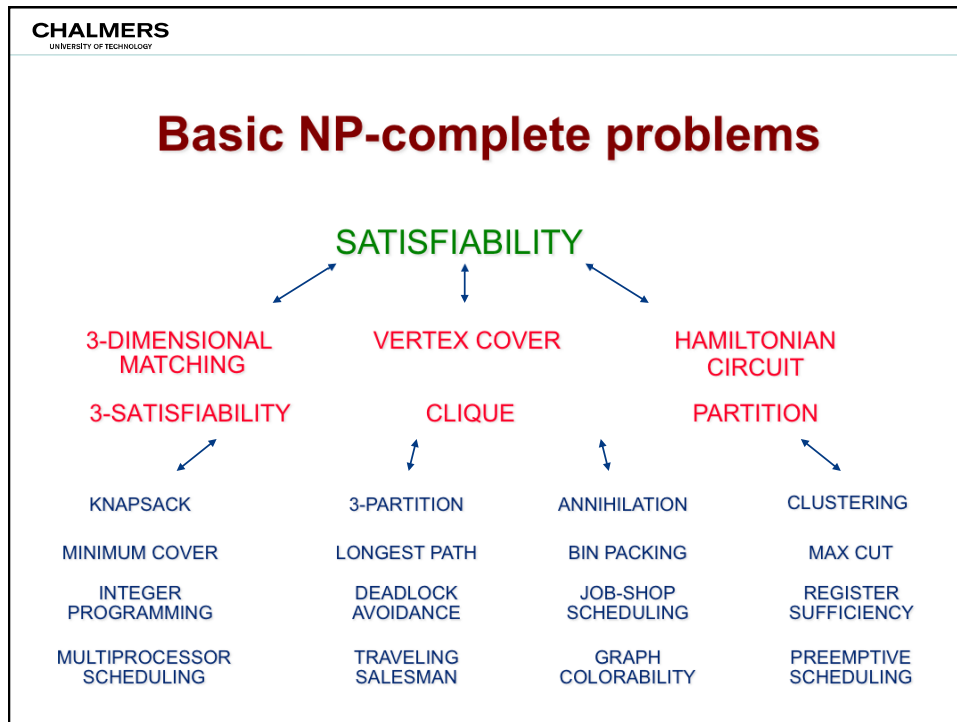 CHALMERS
UNIVERSITY OF TECHNOLOGY
Basic NP-complete problems
SATISFIABILITY
3-DIMENSIONAL
MATCHING
VERTEX COVER
HAMILTONIAN
CIRCUIT
3-SATISFIABILITY
CLIQUE
PARTITION
KNAPSACK
3-PARTITION
ANNIHILATION
CLUSTERING
MINIMUM COVER
LONGEST PATH
BIN PACKING
MAX CUT
INTEGER
PROGRAMMING
DEADLOCK
AVOIDANCE
JOB-SHOP
SCHEDULING
REGISTER
SUFFICIENCY
MULTIPROCESSOR
SCHEDULING
TRAVELING
SALESMAN
GRAPH
COLORABILITY
PREEMPTIVE
SCHEDULING